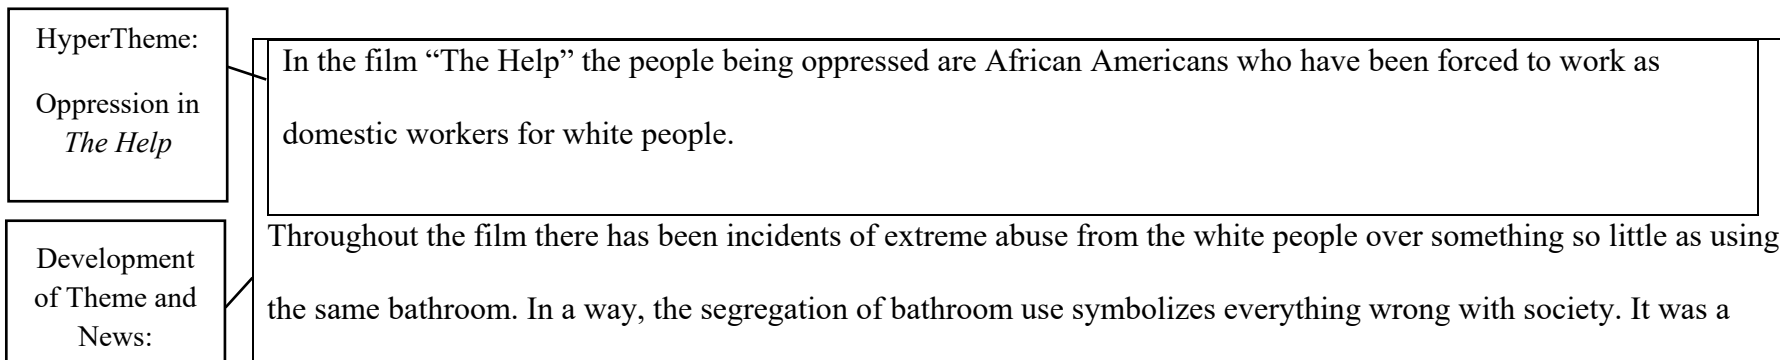 HyperTheme:
Oppression in
The Help
In the film “The Help” the people being oppressed are African Americans who have been forced to work as
domestic workers for white people.
Development
of Theme and
News:
Throughout the film there has been incidents of extreme abuse from the white people over something so little as using
the same bathroom. In a way, the segregation of bathroom use symbolizes everything wrong with society. It was a